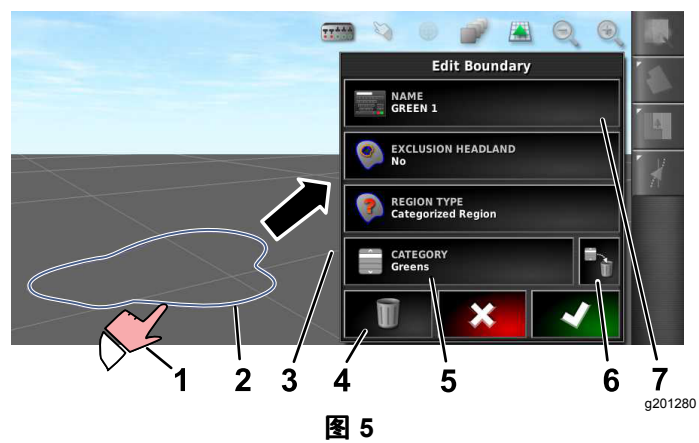 Edit Boundary
NAME
GREEN 1
EXCLUSION HEADLAND
No
REGION TYPE
Categorized Region
CATEGORY
Greens
1
2
3
4
5
6
7
g201280
图 5